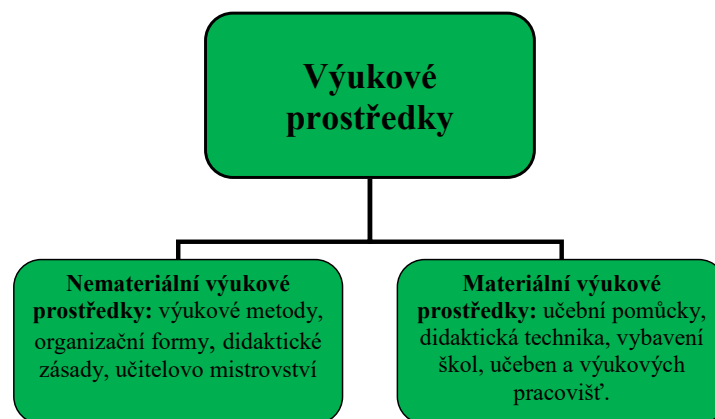 Výukové
prostředky
Nemateriální výukové
prostředky: výukové metody,
organizační formy, didaktické
zásady, učitelovo mistrovství
Materiální výukové
prostředky: učební pomůcky,
didaktická technika, vybavení
škol, učeben a výukových
pracovišť.